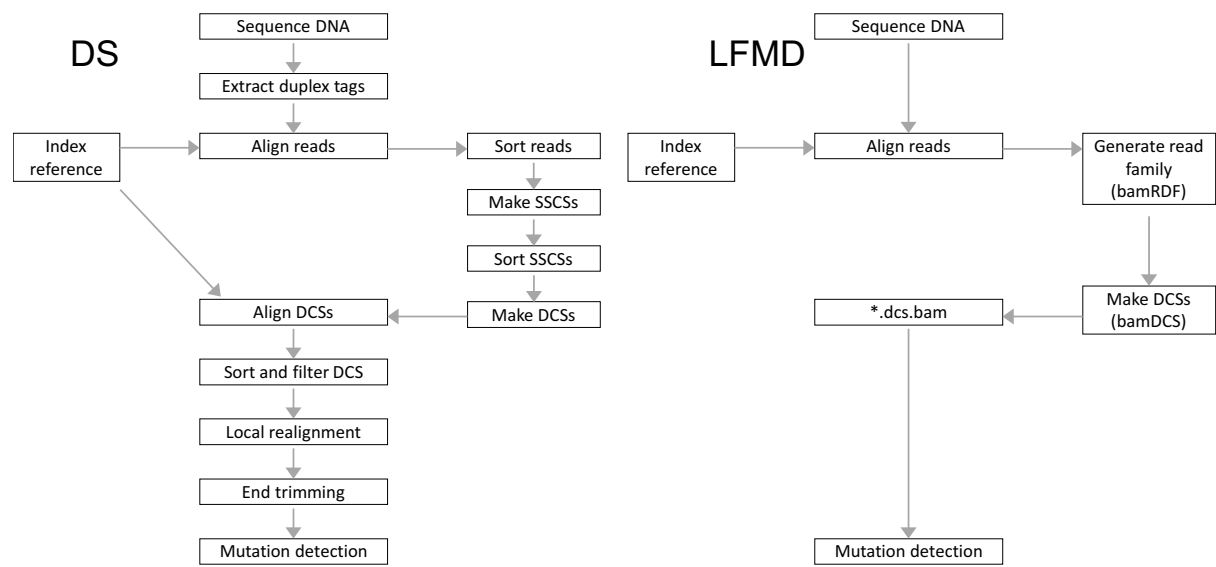 DS
Sequence DNA
Extract duplex tags
Index
reference
Align reads
Sort reads
Make SSCSs
Sort SSCSs
Make DCSs
Align DCSs
Sort and filter DCS
Local realignment
End trimming
Mutation detection
LFMD
Sequence DNA
Index
reference
Align reads
Generate read
family
(bamRDF)
Make DCSs
(bamDCS)
*.dcs.bam
Mutation detection